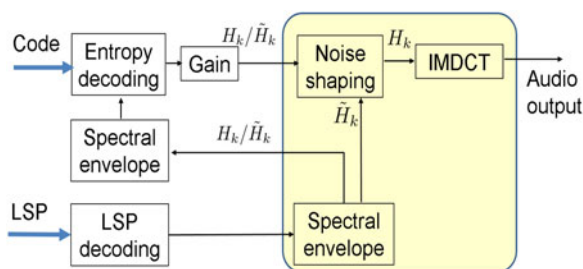 Code
Entropy
decoding
Gain
H_k/H̃_k
Noise
shaping
H_k
IMDCT
Audio
output
Spectral
envelope
H_k/H̃_k
H̃_k
LSP
LSP
decoding
Spectral
envelope